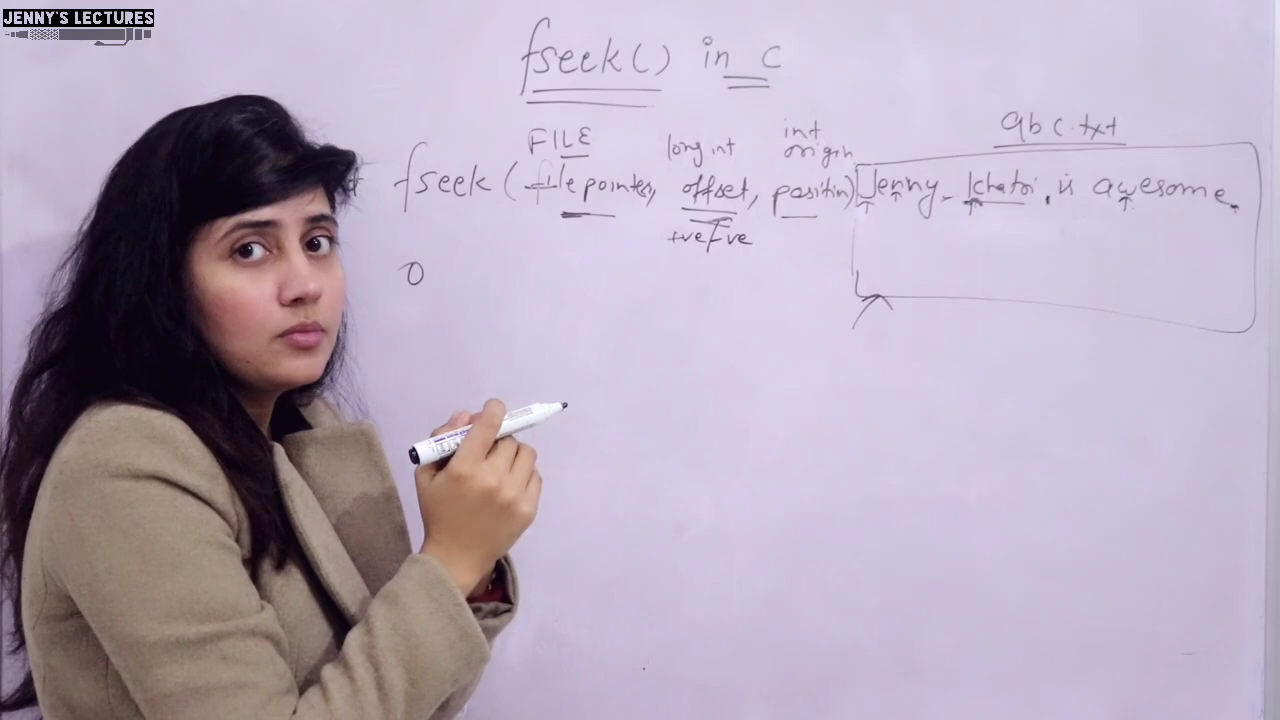 JENNY'S LECTURES
fseek() in C
abc.txt
FILE long int int origin
fseek (file pointer, offset, position)
Jenny Khatri is awesome.
+ve/-ve
0